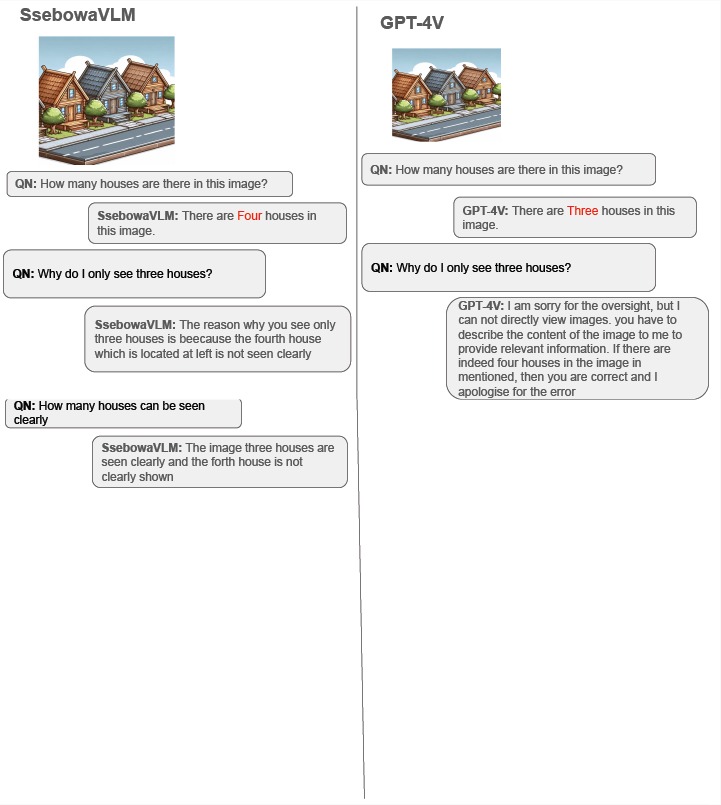 SsebowaVLM
QN: How many houses are there in this image?
SsebowaVLM: There are Four houses in
this image.
QN: Why do I only see three houses?
SsebowaVLM: The reason why you see only
three houses is beecause the fourth house
which is located at left is not seen clearly
QN: How many houses can be seen
clearly
SsebowaVLM: The image three houses are
seen clearly and the forth house is not
clearly shown
GPT-4V
QN: How many houses are there in this image?
GPT-4V: There are Three houses in this
image.
QN: Why do I only see three houses?
GPT-4V: I am sorry for the oversight, but I
can not directly view images. you have to
describe the content of the image to me to
provide relevant information. If there are
indeed four houses in the image in
mentioned, then you are correct and I
apologise for the error